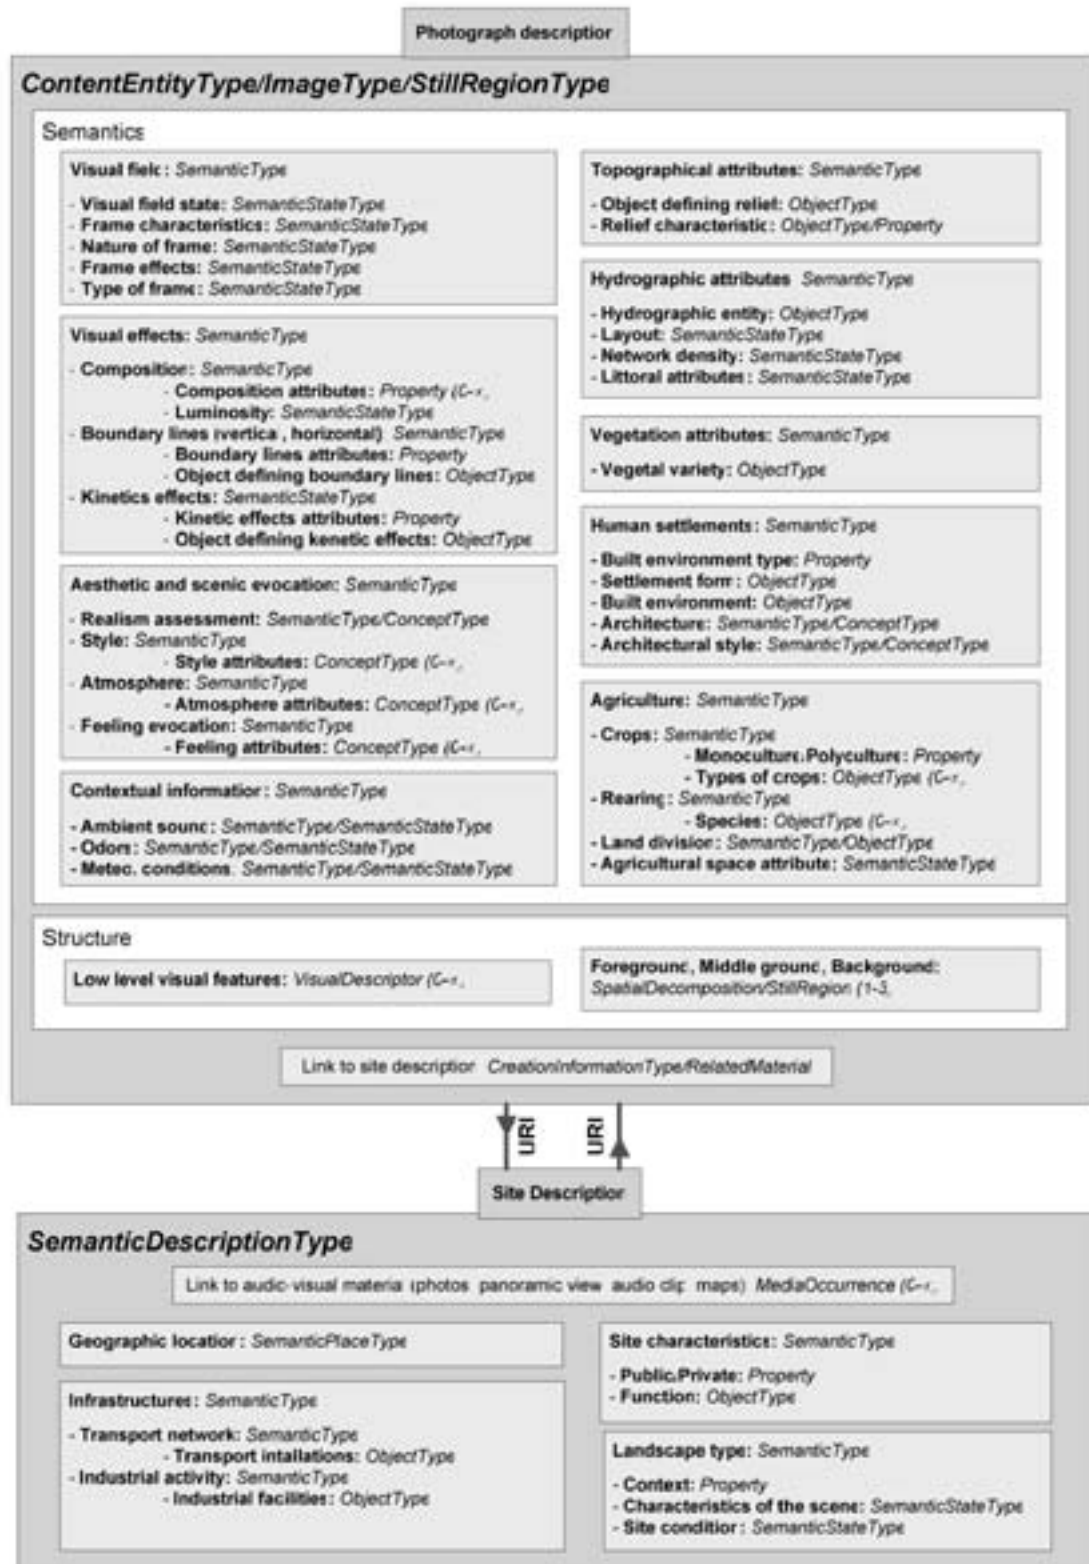 Photograph description
ContentEntityType/ImageType/StillRegionType
Semantics
Visual field: SemanticType
- Visual field state: SemanticStateType
- Frame characteristics: SemanticStateType
- Nature of frame: SemanticStateType
- Frame effects: SemanticStateType
- Type of frame: SemanticStateType
Visual effects: SemanticType
- Composition: SemanticType
- Composition attributes: Property
- Luminosity: SemanticStateType
- Boundary lines (vertical, horizontal) SemanticType
- Boundary lines attributes: Property
- Object defining boundary lines: ObjectType
- Kinetics effects: SemanticStateType
- Kinetic effects attributes: Property
- Object defining kenetic effects: ObjectType
Aesthetic and scenic evocation: SemanticType
- Realism assessment: SemanticType/ConceptType
- Style: SemanticType
- Style attributes: ConceptType
- Atmosphere: SemanticType
- Atmosphere attributes: ConceptType
- Feeling evocation: SemanticType
- Feeling attributes: ConceptType
Contextual information: SemanticType
- Ambient sound: SemanticType/SemanticStateType
- Odors: SemanticType/SemanticStateType
- Meteo. conditions: SemanticType/SemanticStateType
Topographical attributes: SemanticType
- Object defining relief: ObjectType
- Relief characteristic: ObjectType/Property
Hydrographic attributes SemanticType
- Hydrographic entity: ObjectType
- Layout: SemanticStateType
- Network density: SemanticStateType
- Littoral attributes: SemanticStateType
Vegetation attributes: SemanticType
- Vegetal variety: ObjectType
Human settlements: SemanticType
- Built environment type: Property
- Settlement form: ObjectType
- Built environment: ObjectType
- Architecture: SemanticType/ConceptType
- Architectural style: SemanticType/ConceptType
Agriculture: SemanticType
- Crops: SemanticType
- Monoculture/Polyculture: Property
- Types of crops: ObjectType
- Rearing: SemanticType
- Species: ObjectType
- Land division: SemanticType/ObjectType
- Agricultural space attribute: SemanticStateType
Structure
Low level visual features: VisualDescriptor
Foreground, Middle ground, Background:
SpatialDecomposition/StillRegion (1-3)
Link to site description CreationInformationType/RelatedMaterial
URI
URI
Site Description
SemanticDescriptionType
Link to audio-visual material (photos panoramic view audio clip maps) MediaOccurrence
Geographic location: SemanticPlaceType
Infrastructures: SemanticType
- Transport network: SemanticType
- Transport intallations: ObjectType
- Industrial activity: SemanticType
- Industrial facilities: ObjectType
Site characteristics: SemanticType
- Public/Private: Property
- Function: ObjectType
Landscape type: SemanticType
- Context: Property
- Characteristics of the scene: SemanticStateType
- Site condition: SemanticStateType